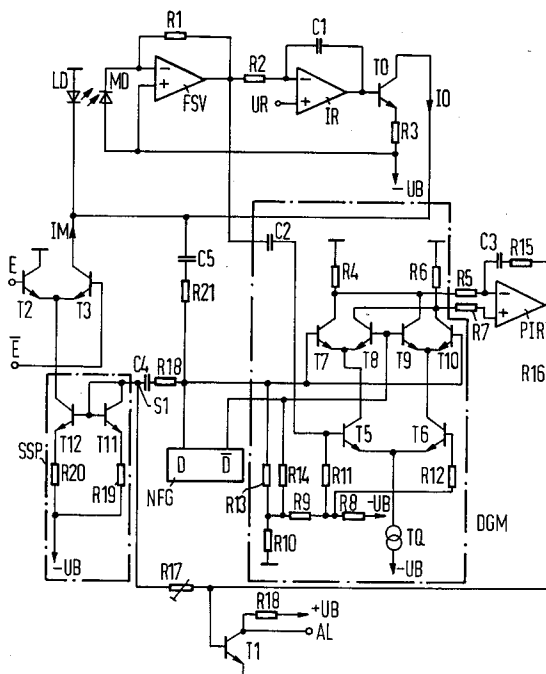 R1
C1
R2
TO
LD
MD
FSV
UR
IR
IO
R3
-UB
C2
IM
C5
R4
R6
R5
C3
R15
E
T2
T3
R21
R7
PIR
T7
T8
T9
T10
R16
E
C4
R18
S1
T5
T6
T12
T11
SSP
R20
R19
D
D
NFG
R13
R14
R11
R12
R9
R8
-UB
DGM
R10
TQ
-UB
-UB
R17
R18
+UB
AL
T1